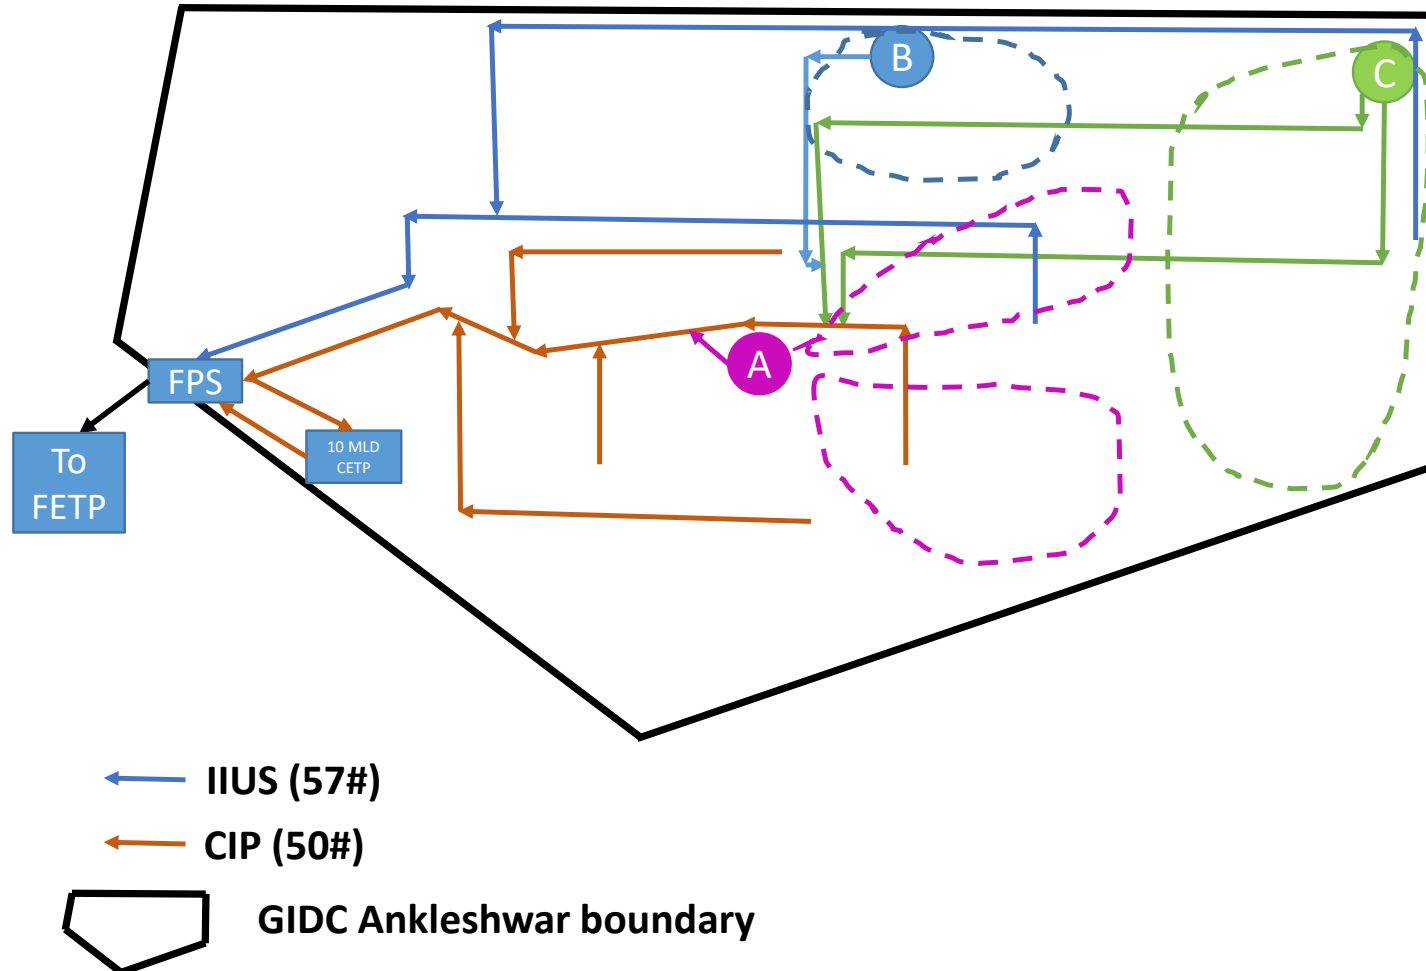 B
C
A
FPS
10 MLD
CETP
To
FETP
IIUS (57#)
CIP (50#)
GIDC Ankleshwar boundary